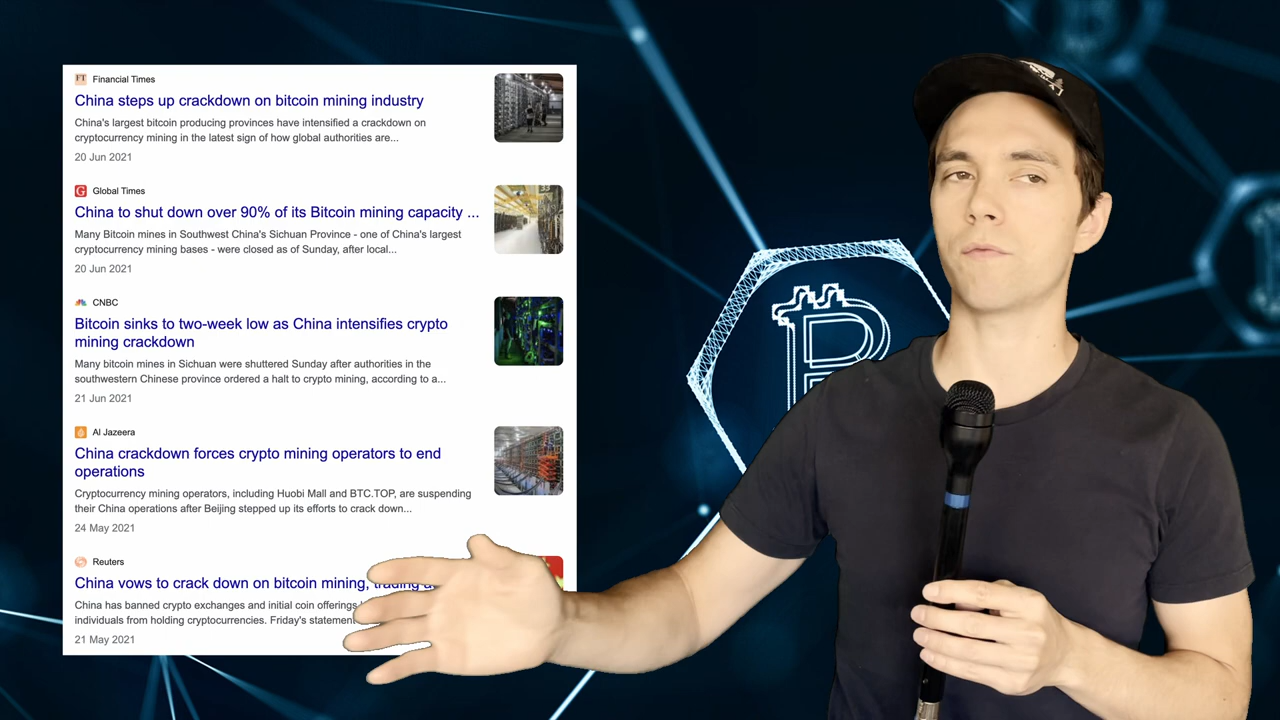 Financial Times
China steps up crackdown on bitcoin mining industry
China's largest bitcoin producing provinces have intensified a crackdown on
cryptocurrency mining in the latest sign of how global authorities are...
20 Jun 2021
Global Times
China to shut down over 90% of its Bitcoin mining capacity ...
Many Bitcoin mines in Southwest China's Sichuan Province - one of China's largest
cryptocurrency mining bases - were closed as of Sunday, after local...
20 Jun 2021
CNBC
Bitcoin sinks to two-week low as China intensifies crypto
mining crackdown
Many bitcoin mines in Sichuan were shuttered Sunday after authorities in the
southwestern Chinese province ordered a halt to crypto mining, according to a...
21 Jun 2021
Al Jazeera
China crackdown forces crypto mining operators to end
operations
Cryptocurrency mining operators, including Huobi Mall and BTC.TOP, are suspending
their China operations after Beijing stepped up its efforts to crack down...
24 May 2021
Reuters
China vows to crack down on bitcoin mining, trading
China has banned crypto exchanges and initial coin offerings
individuals from holding cryptocurrencies. Friday's statement
21 May 2021